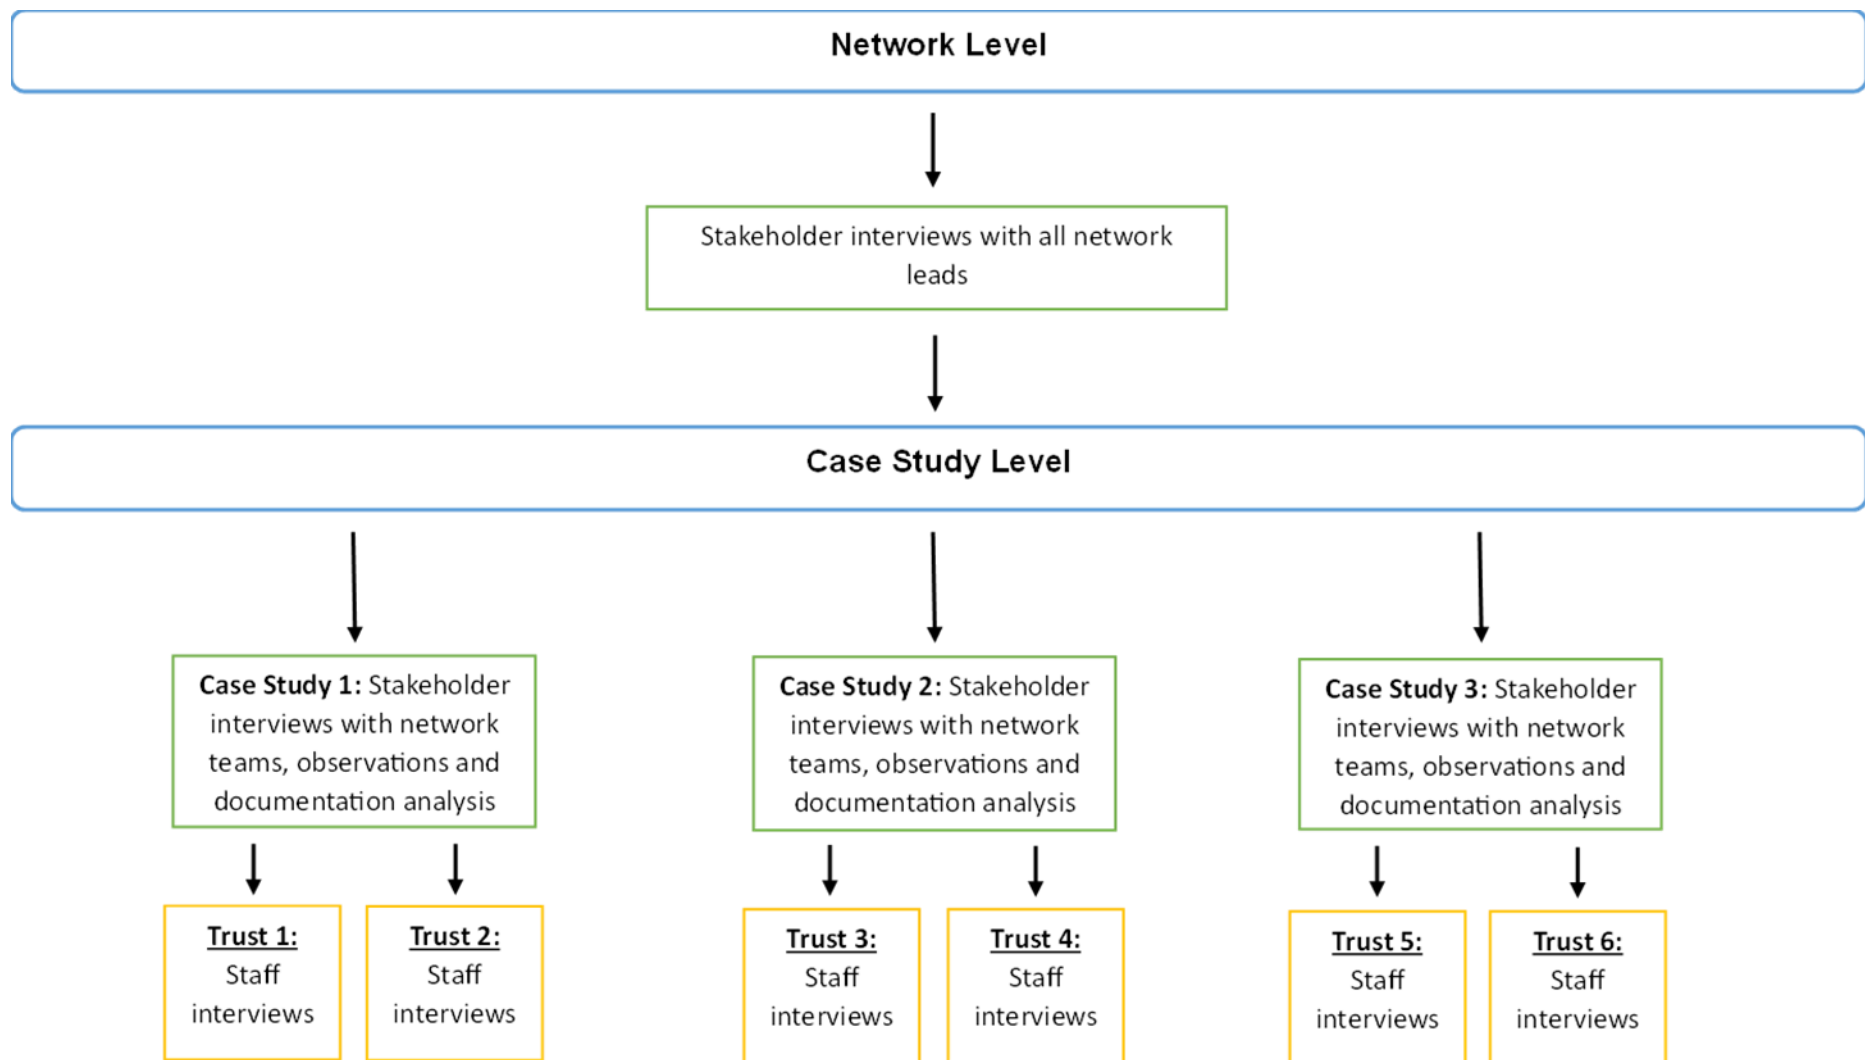 Network Level
Stakeholder interviews with all network
leads
Case Study Level
Case Study 1: Stakeholder
interviews with network
teams, observations and
documentation analysis
Case Study 2: Stakeholder
interviews with network
teams, observations and
documentation analysis
Case Study 3: Stakeholder
interviews with network
teams, observations and
documentation analysis
Trust 1:
Staff
interviews
Trust 2:
Staff
interviews
Trust 3:
Staff
interviews
Trust 4:
Staff
interviews
Trust 5:
Staff
interviews
Trust 6:
Staff
interviews